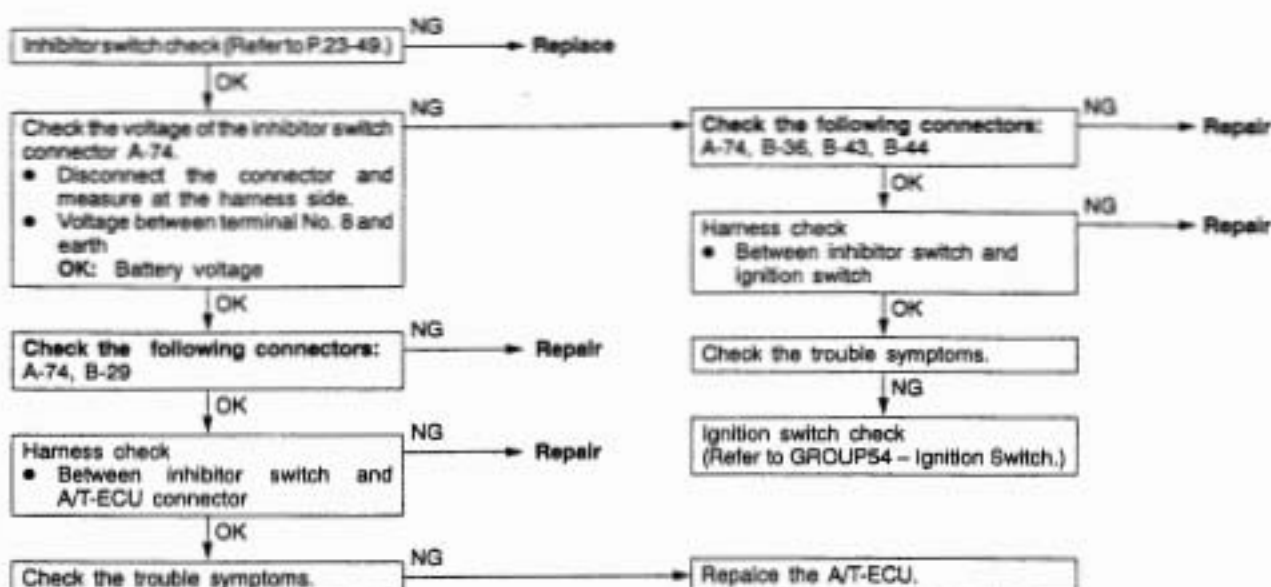 NG
Inhibitor switch check (Refer to P.23-49.)
Replace
OK
Check the voltage of the inhibitor switch
connector A-74.
● Disconnect the connector and
measure at the harness side.
● Voltage between terminal No. 8 and
earth
OK: Battery voltage
NG
Check the following connectors:
A-74, B-36, B-43, B-44
NG
Repair
OK
Harness check
● Between inhibitor switch and
ignition switch
NG
Repair
OK
Check the trouble symptoms.
NG
Ignition switch check
(Refer to GROUP54 – Ignition Switch.)
OK
Check the following connectors:
A-74, B-29
NG
Repair
OK
Harness check
● Between inhibitor switch and
A/T-ECU connector
NG
Repair
OK
Check the trouble symptoms.
NG
Repalce the A/T-ECU.